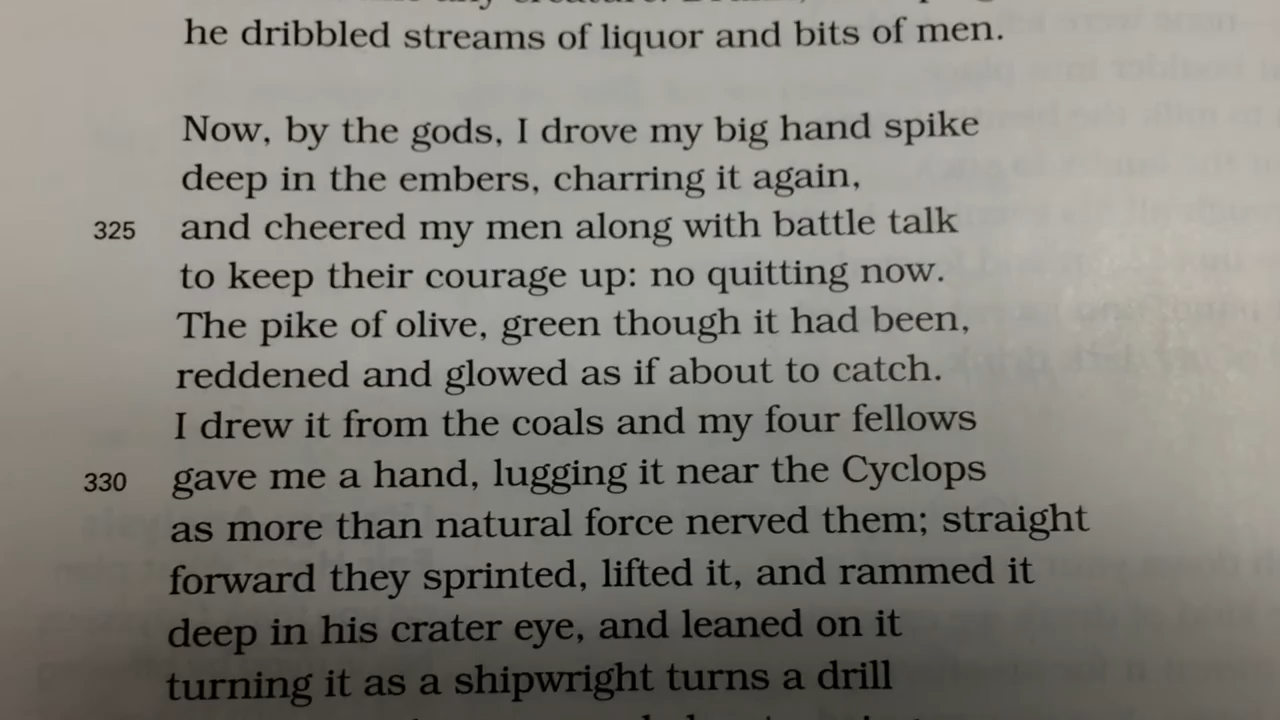 he dribbled streams of liquor and bits of men.
Now, by the gods, I drove my big hand spike
deep in the embers, charring it again,
325 and cheered my men along with battle talk
to keep their courage up: no quitting now.
The pike of olive, green though it had been,
reddened and glowed as if about to catch.
I drew it from the coals and my four fellows
330 gave me a hand, lugging it near the Cyclops
as more than natural force nerved them; straight
forward they sprinted, lifted it, and rammed it
deep in his crater eye, and leaned on it
turning it as a shipwright turns a drill